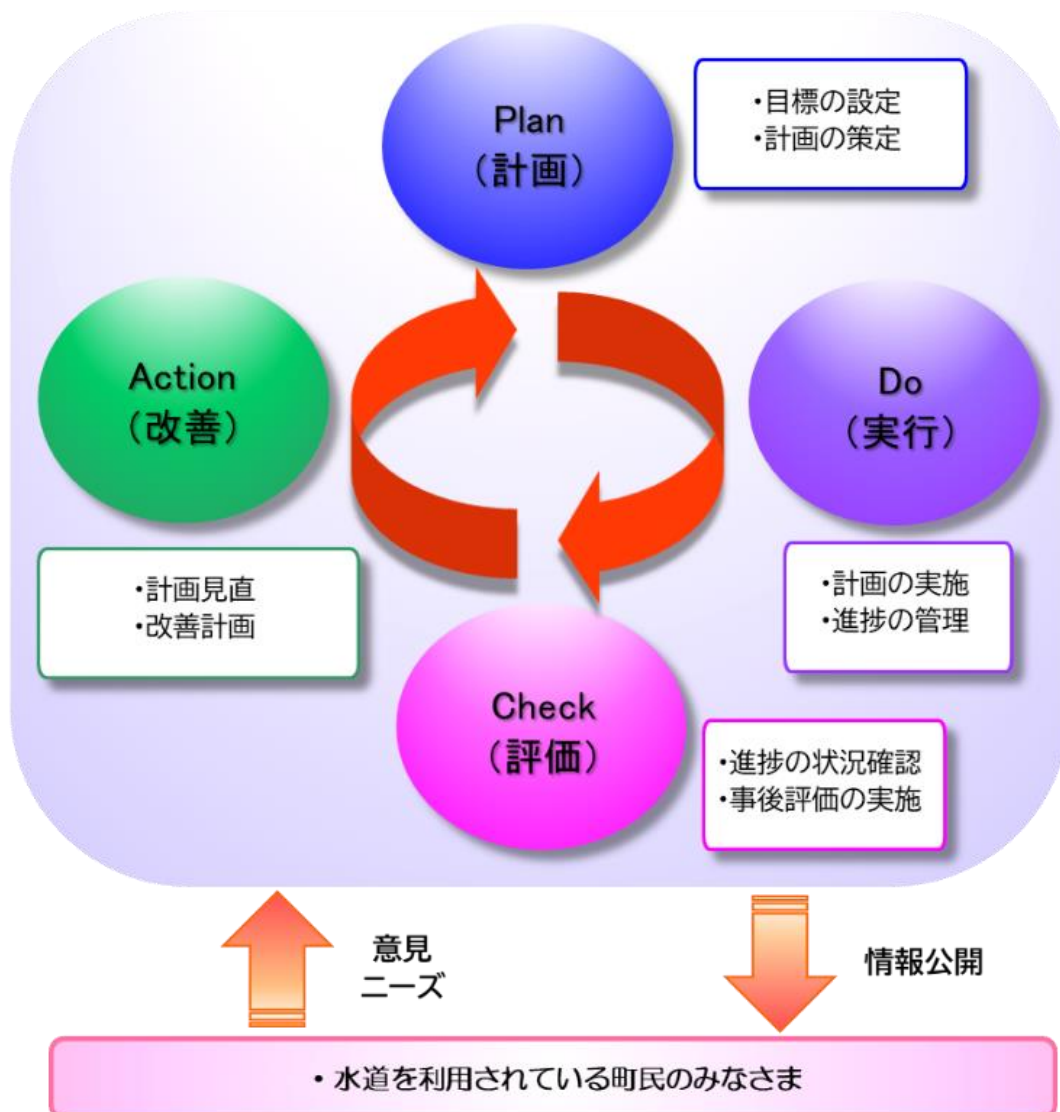 Plan
（計画）
・目標の設定
・計画の策定
Do
（実行）
・計画の実施
・進捗の管理
Check
（評価）
・進捗の状況確認
・事後評価の実施
Action
（改善）
・計画見直
・改善計画
意見
ニーズ
情報公開
・水道を利用されている町民のみなさま